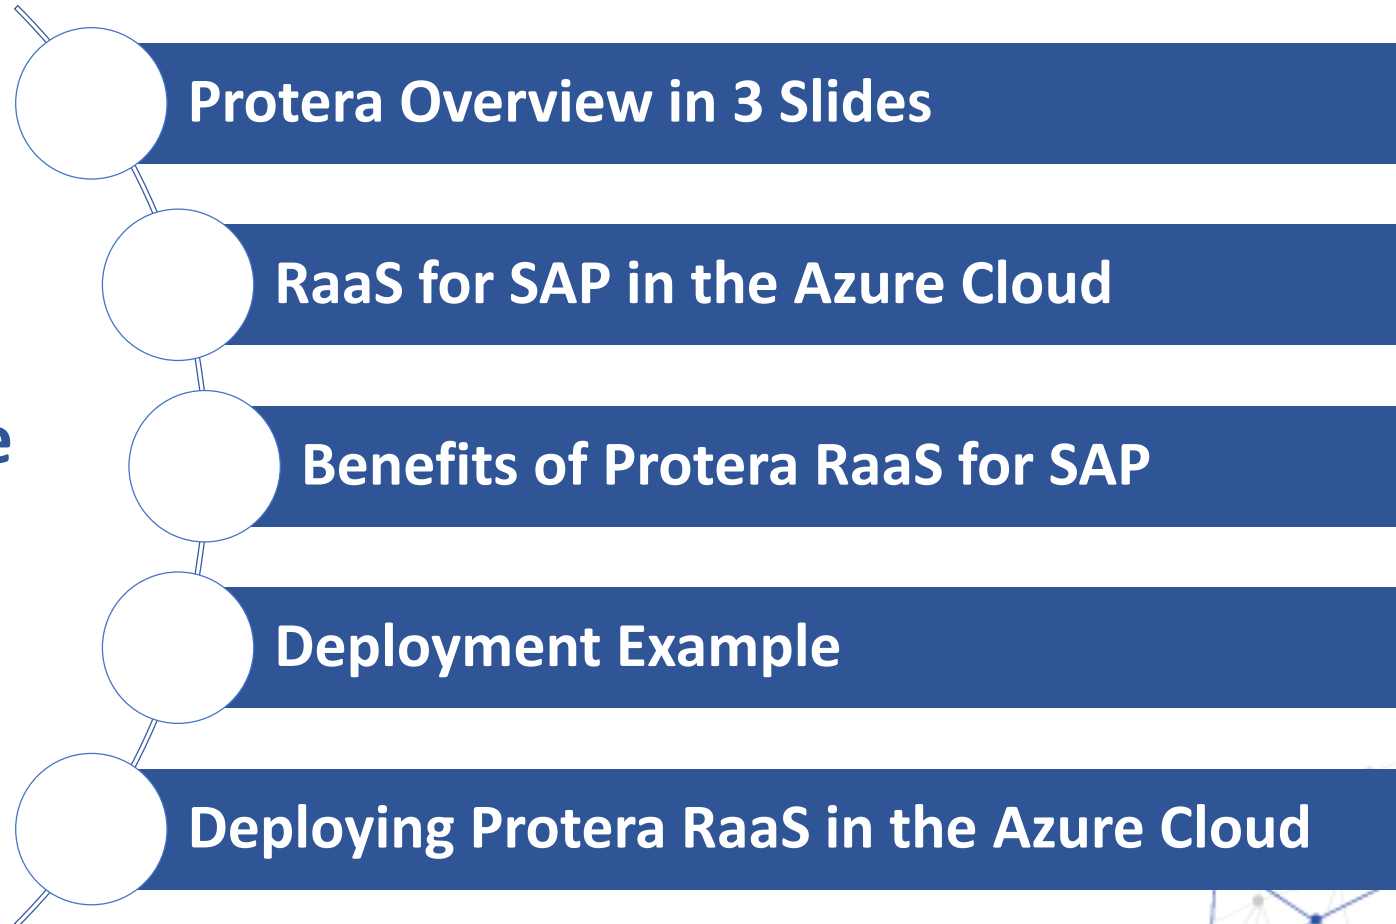 Protera Overview in 3 Slides
RaaS for SAP in the Azure Cloud
Benefits of Protera RaaS for SAP
Deployment Example
Deploying Protera RaaS in the Azure Cloud